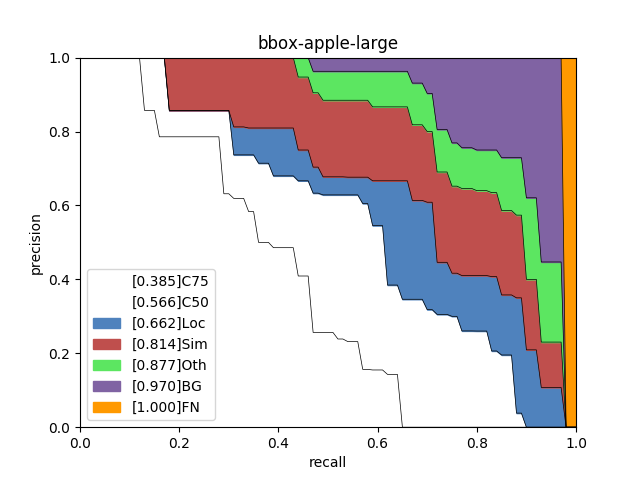 bbox-apple-large
1.0
0.8
0.6
0.4
0.2
0.0
precision
[0.385]C75
[0.566]C50
[0.662]Loc
[0.814]Sim
[0.877]Oth
[0.970]BG
[1.000]FN
0.0 0.2 0.4 0.6 0.8 1.0
recall